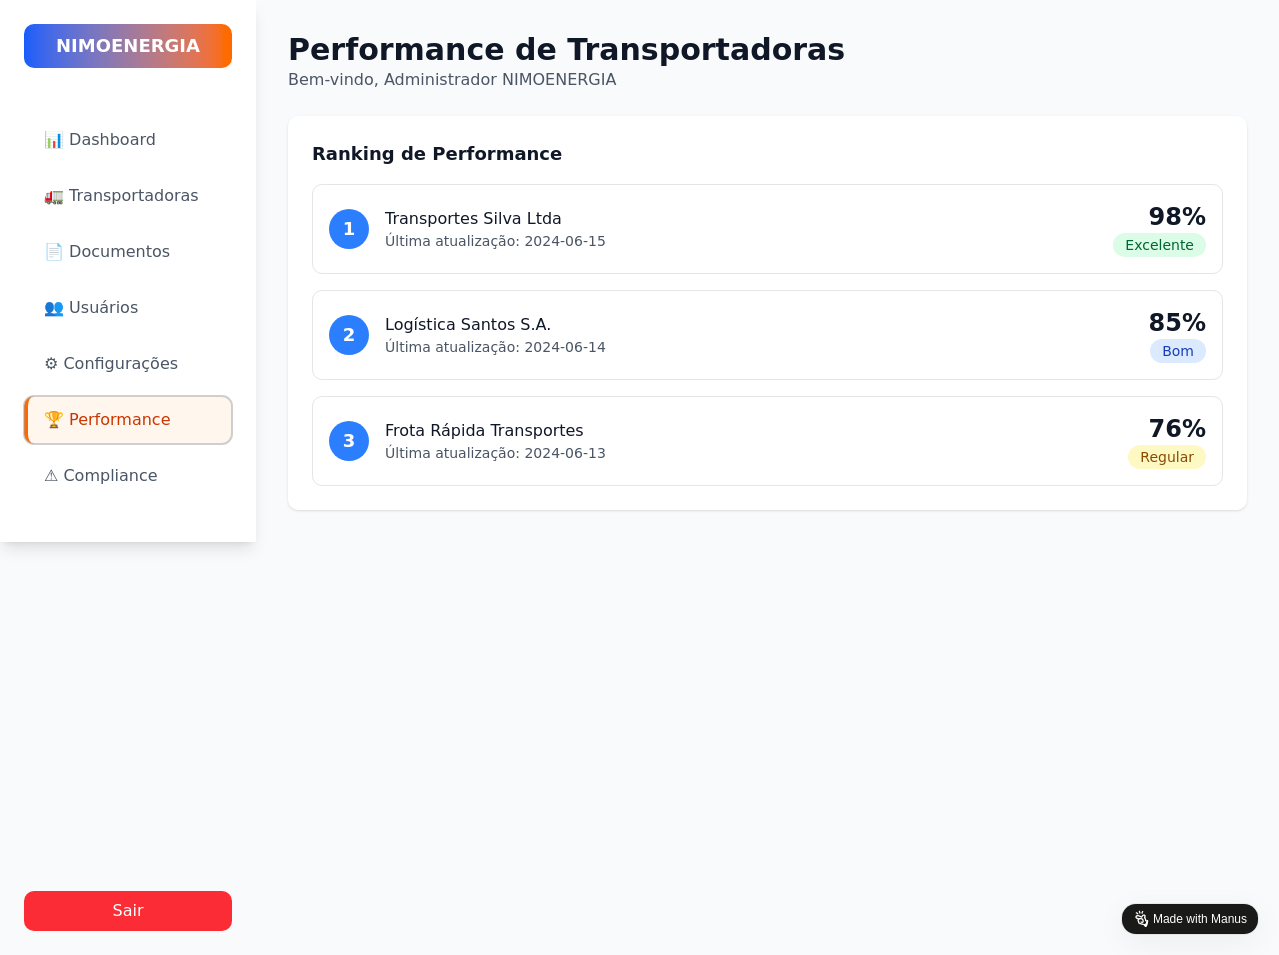 NIMOENERGIA
📊 Dashboard
🚛 Transportadoras
📄 Documentos
👥 Usuários
⚙ Configurações
🏆 Performance
⚠ Compliance
Sair
Performance de Transportadoras
Bem-vindo, Administrador NIMOENERGIA
Ranking de Performance
1
Transportes Silva Ltda
Última atualização: 2024-06-15
98%
Excelente
2
Logística Santos S.A.
Última atualização: 2024-06-14
85%
Bom
3
Frota Rápida Transportes
Última atualização: 2024-06-13
76%
Regular
Made with Manus